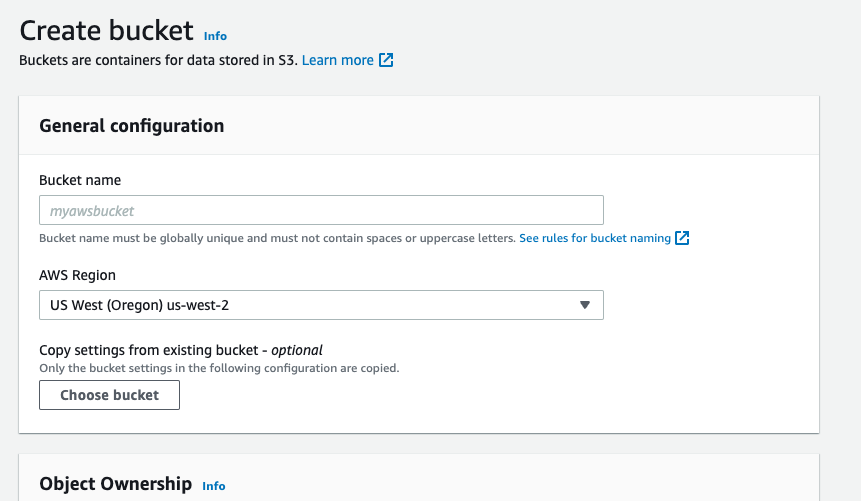 Create bucket Info
Buckets are containers for data stored in S3. Learn more
General configuration
Bucket name
myawsbucket
Bucket name must be globally unique and must not contain spaces or uppercase letters. See rules for bucket naming
AWS Region
US West (Oregon) us-west-2
Copy settings from existing bucket - optional
Only the bucket settings in the following configuration are copied.
Choose bucket
Object Ownership Info